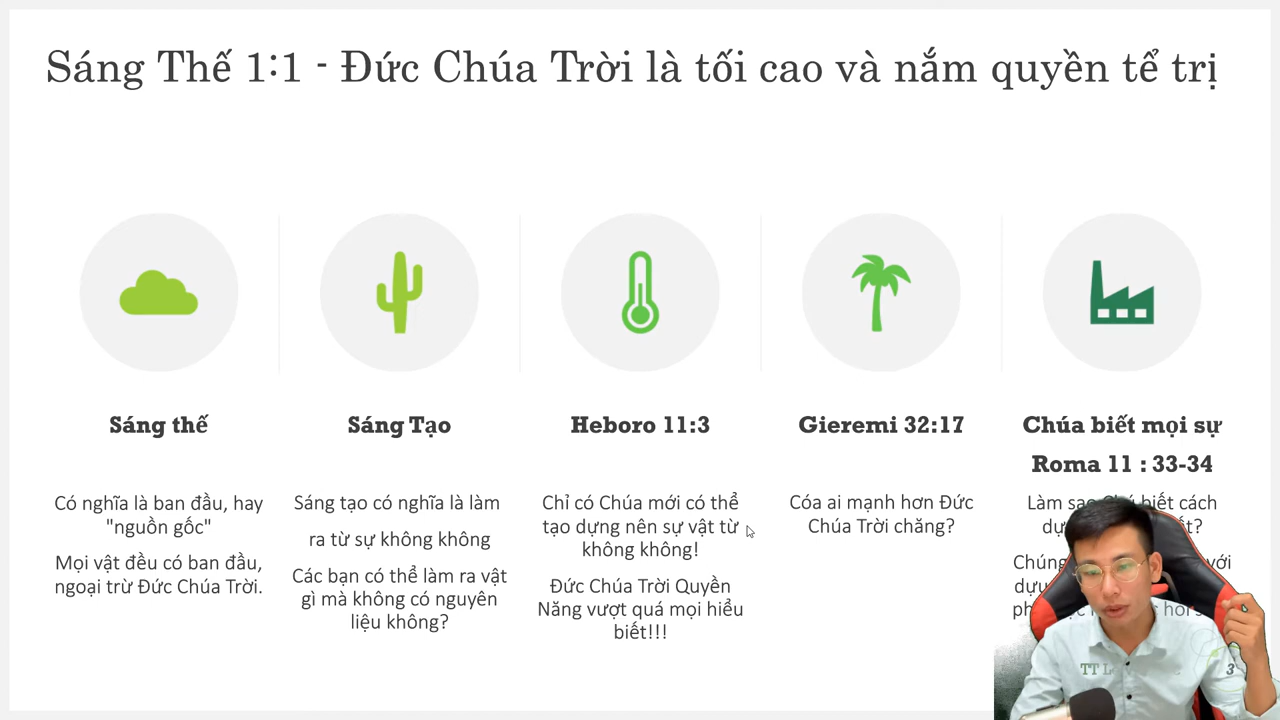 Sáng Thế 1:1 - Đức Chúa Trời là tối cao và nắm quyền tể trị
Sáng thế
Có nghĩa là ban đầu, hay
"nguồn gốc"
Mọi vật đều có ban đầu,
ngoại trừ Đức Chúa Trời.
Sáng Tạo
Sáng tạo có nghĩa là làm
ra từ sự không không
Các bạn có thể làm ra vật
gì mà không có nguyên
liệu không?
Heboro 11:3
Chỉ có Chúa mới có thể
tạo dựng nên sự vật từ
không không!
Đức Chúa Trời Quyền
Năng vượt quá mọi hiểu
biết!!!
Gieremi 32:17
Cóa ai mạnh hơn Đức
Chúa Trời chăng?
Chúa biết mọi sự
Roma 11 : 33-34
Làm biết cách
Chúng với
TT
3